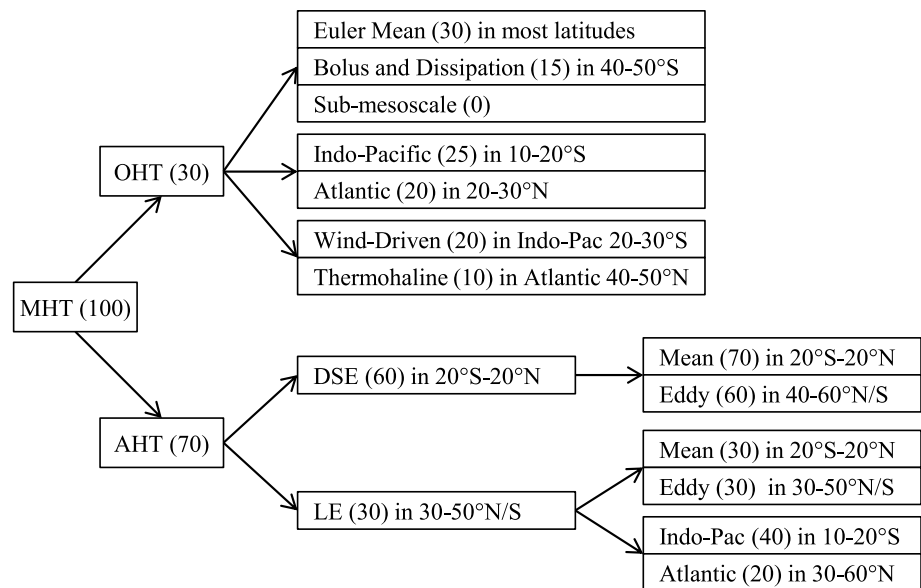 Euler Mean (30) in most latitudes
Bolus and Dissipation (15) in 40-50°S
Sub-mesoscale (0)
OHT (30)
Indo-Pacific (25) in 10-20°S
Atlantic (20) in 20-30°N
Wind-Driven (20) in Indo-Pac 20-30°S
Thermohaline (10) in Atlantic 40-50°N
MHT (100)
DSE (60) in 20°S-20°N
Mean (70) in 20°S-20°N
Eddy (60) in 40-60°N/S
AHT (70)
LE (30) in 30-50°N/S
Mean (30) in 20°S-20°N
Eddy (30) in 30-50°N/S
Indo-Pac (40) in 10-20°S
Atlantic (20) in 30-60°N